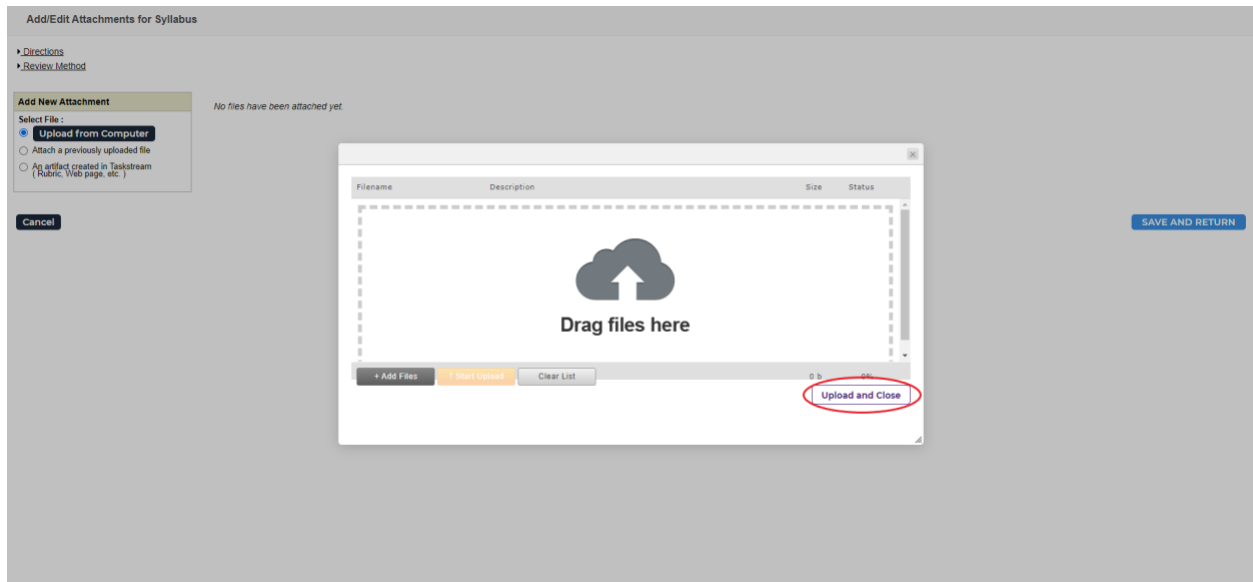 Add/Edit Attachments for Syllabus
Directions
Review Method
Add New Attachment
No files have been attached yet.
Select File :
Upload from Computer
Attach a previously uploaded file
An artifact created in Taskstream
( Rubric, Web page, etc. )
Cancel
SAVE AND RETURN
Filename Description Size Status
Drag files here
+ Add Files Start Upload Clear List 0 b 0%
Upload and Close